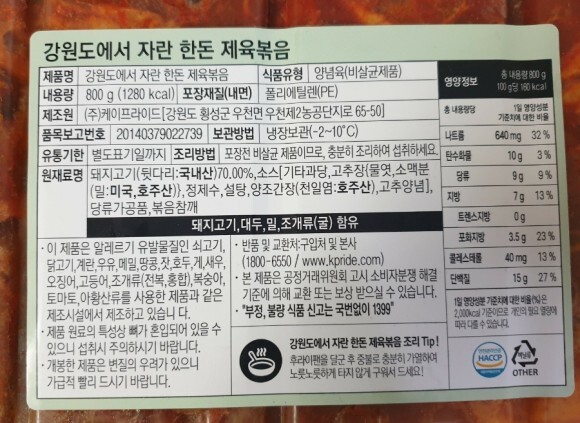 강원도에서 자란 한돈 제육볶음
제품명 강원도에서 자란 한돈 제육볶음 식품유형 양념육(비살균제품)
내용량 800 g (1280 kcal) 포장재질(내면) 폴리에틸렌(PE)
제조원 (주)케이프라이드[강원도 횡성군 우천면 우천제2농공단지로 65-50]
품목보고번호 20140379022739 보관방법 냉장보관(-2~10℃)
유통기한 별도표기일까지 조리방법 포장전 비살균 제품이므로, 충분히 조리하여 섭취하세요.
원재료명 돼지고기(뒷다리:국내산)70.00%,소스[기타과당,고추장{물엿,소맥분
(밀:미국,호주산)},정제수,설탕,양조간장(천일염:호주산),고추양념],
당류가공품,볶음참깨
돼지고기,대두,밀,조개류(굴) 함유
· 이 제품은 알레르기 유발물질인 쇠고기,
닭고기,계란,우유,메밀,땅콩,잣,호두,게,새우,
오징어,고등어,조개류(전복,홍합),복숭아,
토마토,아황산류를 사용한 제품과 같은
제조시설에서 제조하고 있습니다.
· 제품 원료의 특성상 뼈가 혼입되어 있을 수
있으니 섭취시 주의하시기 바랍니다.
· 개봉한 제품은 변질의 우려가 있으니
가급적 빨리 드시기 바랍니다.
· 반품 및 교환처:구입처 및 본사
(1800-6550 / www.kpride.com)
· 본 제품은 공정거래위원회 고시 소비자분쟁 해결
기준에 의해 교환 또는 보상 받으실 수 있습니다.
· "부정, 불량 식품 신고는 국번없이 1399"
강원도에서 자란 한돈 제육볶음 조리 Tip!
후라이팬을 달군 후 중불로 충분히 가열하여
노릇노릇하게 타지 않게 구워서 드세요!
영양정보 총 내용량 800 g
100 g당 160 kcal
총 내용량당 1일 영양성분
기준치에 대한 비율
나트륨 640 mg 32 %
탄수화물 10 g 3 %
당류 9 g 9 %
지방 7 g 13 %
트랜스지방 0 g
포화지방 3.5 g 23 %
콜레스테롤 40 mg 13 %
단백질 15 g 27 %
1일 영양성분 기준치에 대한 비율(%)은
2,000kcal 기준이므로 개인의 필요 열량에
따라 다를 수 있습니다.
HACCP
OTHER